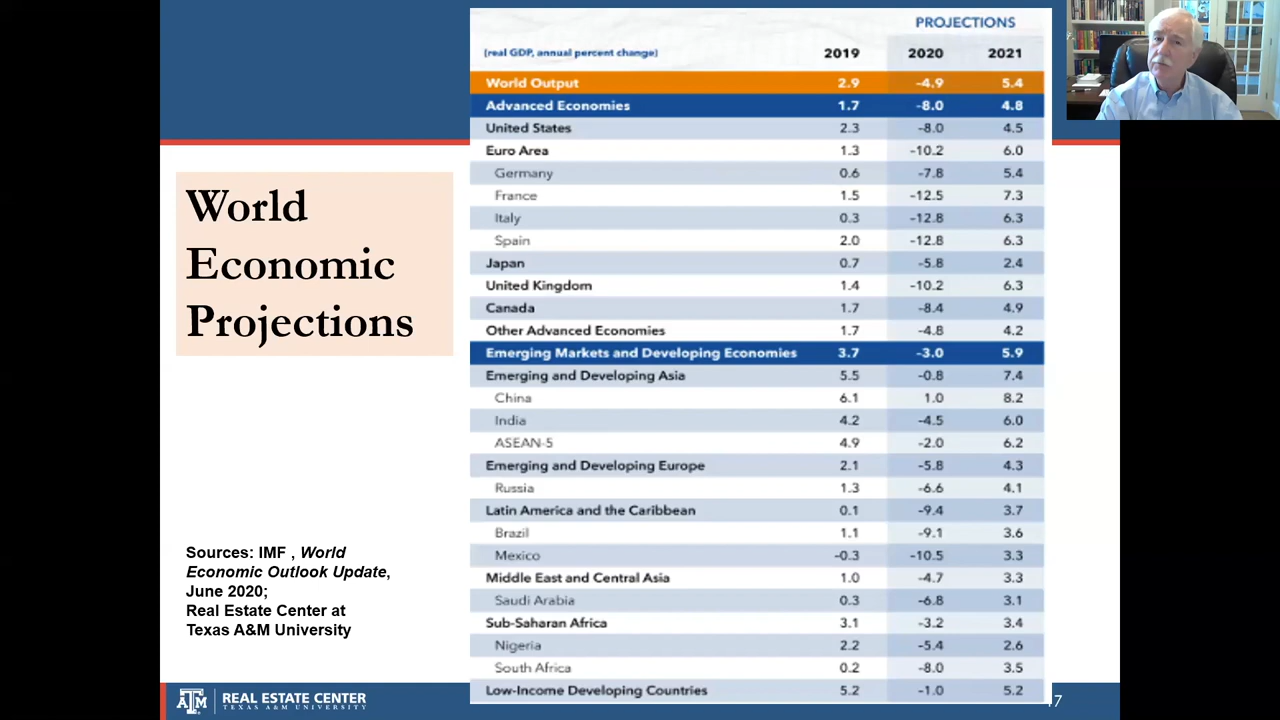 PROJECTIONS
(real GDP, annual percent change) 2019 2020 2021
World Output 2.9 -4.9 5.4
Advanced Economies 1.7 -8.0 4.8
United States 2.3 -8.0 4.5
Euro Area 1.3 -10.2 6.0
Germany 0.6 -7.8 5.4
France 1.5 -12.5 7.3
Italy 0.3 -12.8 6.3
Spain 2.0 -12.8 6.3
Japan 0.7 -5.8 2.4
United Kingdom 1.4 -10.2 6.3
Canada 1.7 -8.4 4.9
Other Advanced Economies 1.7 -4.8 4.2
Emerging Markets and Developing Economies 3.7 -3.0 5.9
Emerging and Developing Asia 5.5 -0.8 7.4
China 6.1 1.0 8.2
India 4.2 -4.5 6.0
ASEAN-5 4.9 -2.0 6.2
Emerging and Developing Europe 2.1 -5.8 4.3
Russia 1.3 -6.6 4.1
Latin America and the Caribbean 0.1 -9.4 3.7
Brazil 1.1 -9.1 3.6
Mexico -0.3 -10.5 3.3
Middle East and Central Asia 1.0 -4.7 3.3
Saudi Arabia 0.3 -6.8 3.1
Sub-Saharan Africa 3.1 -3.2 3.4
Nigeria 2.2 -5.4 2.6
South Africa 0.2 -8.0 3.5
Low-Income Developing Countries 5.2 -1.0 5.2
World
Economic
Projections
Sources: IMF , World
Economic Outlook Update,
June 2020;
Real Estate Center at
Texas A&M University
ATM REAL ESTATE CENTER
TEXAS A&M UNIVERSITY